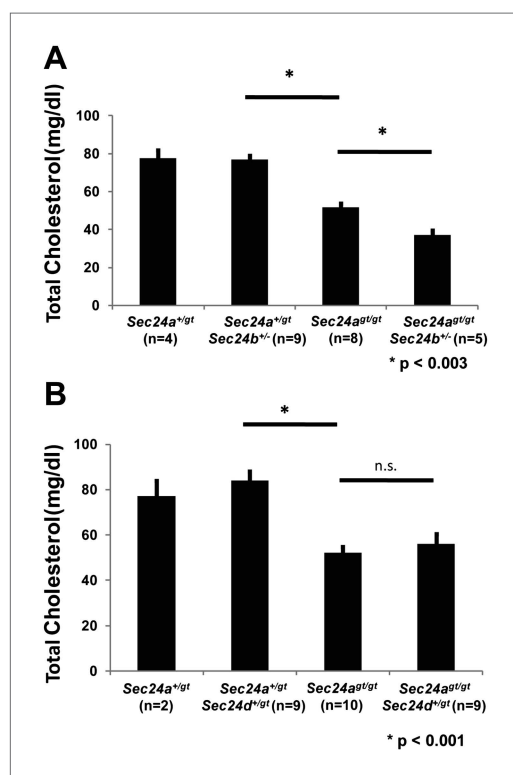 A
*
*
Total Cholesterol(mg/dl)
100
80
60
40
20
0
Sec24a+/gt
(n=4)
Sec24a+/gt
Sec24b+/- (n=9)
Sec24agt/gt
(n=8)
Sec24agt/gt
Sec24b+/- (n=5)
* p < 0.003
B
*
n.s.
Total Cholesterol(mg/dl)
100
80
60
40
20
0
Sec24a+/gt
(n=2)
Sec24a+/gt
Sec24d+/gt (n=9)
Sec24agt/gt
(n=10)
Sec24agt/gt
Sec24d+/gt (n=9)
* p < 0.001